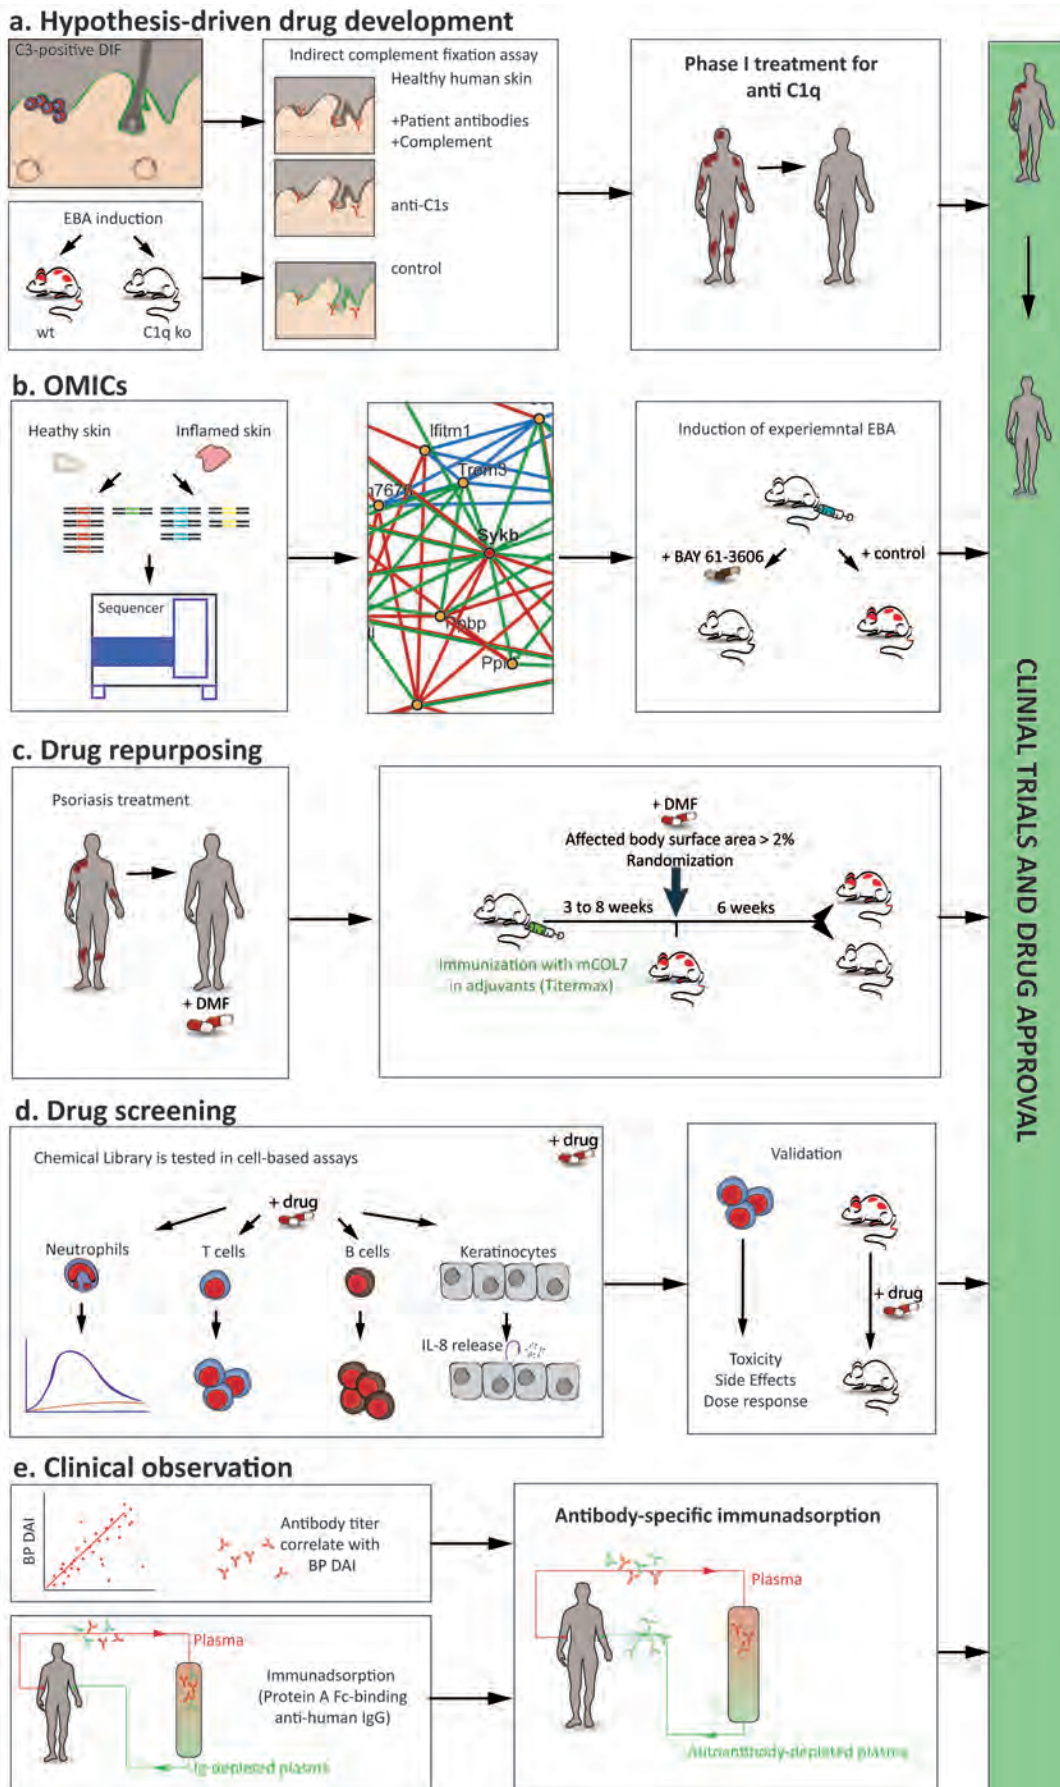 a. Hypothesis-driven drug development
C3-positive DIF
EBA induction
wt
C1q ko
Indirect complement fixation assay
Healthy human skin
+Patient antibodies
+Complement
anti-C1s
control
Phase I treatment for
anti C1q
b. OMICs
Heathy skin
Inflamed skin
Sequencer
Ifitm1
Trem3
Sykb
Induction of experiemntal EBA
+ BAY 61-3606
+ control
c. Drug repurposing
Psoriasis treatment
+ DMF
+ DMF
Affected body surface area > 2%
Randomization
3 to 8 weeks
6 weeks
Immunization with mCOL7
in adjuvants (Titermax)
d. Drug screening
Chemical Library is tested in cell-based assays
+ drug
+ drug
Neutrophils
T cells
B cells
Keratinocytes
IL-8 release
Validation
+ drug
Toxicity
Side Effects
Dose response
e. Clinical observation
BP DAI
Antibody titer
correlate with
BP DAI
Plasma
Immunadsorption
(Protein A Fc-binding
anti-human IgG)
Ig-depleted plasma
Antibody-specific immunadsorption
Plasma
Autoantibody-depleted plasma
CLINIAL TRIALS AND DRUG APPROVAL